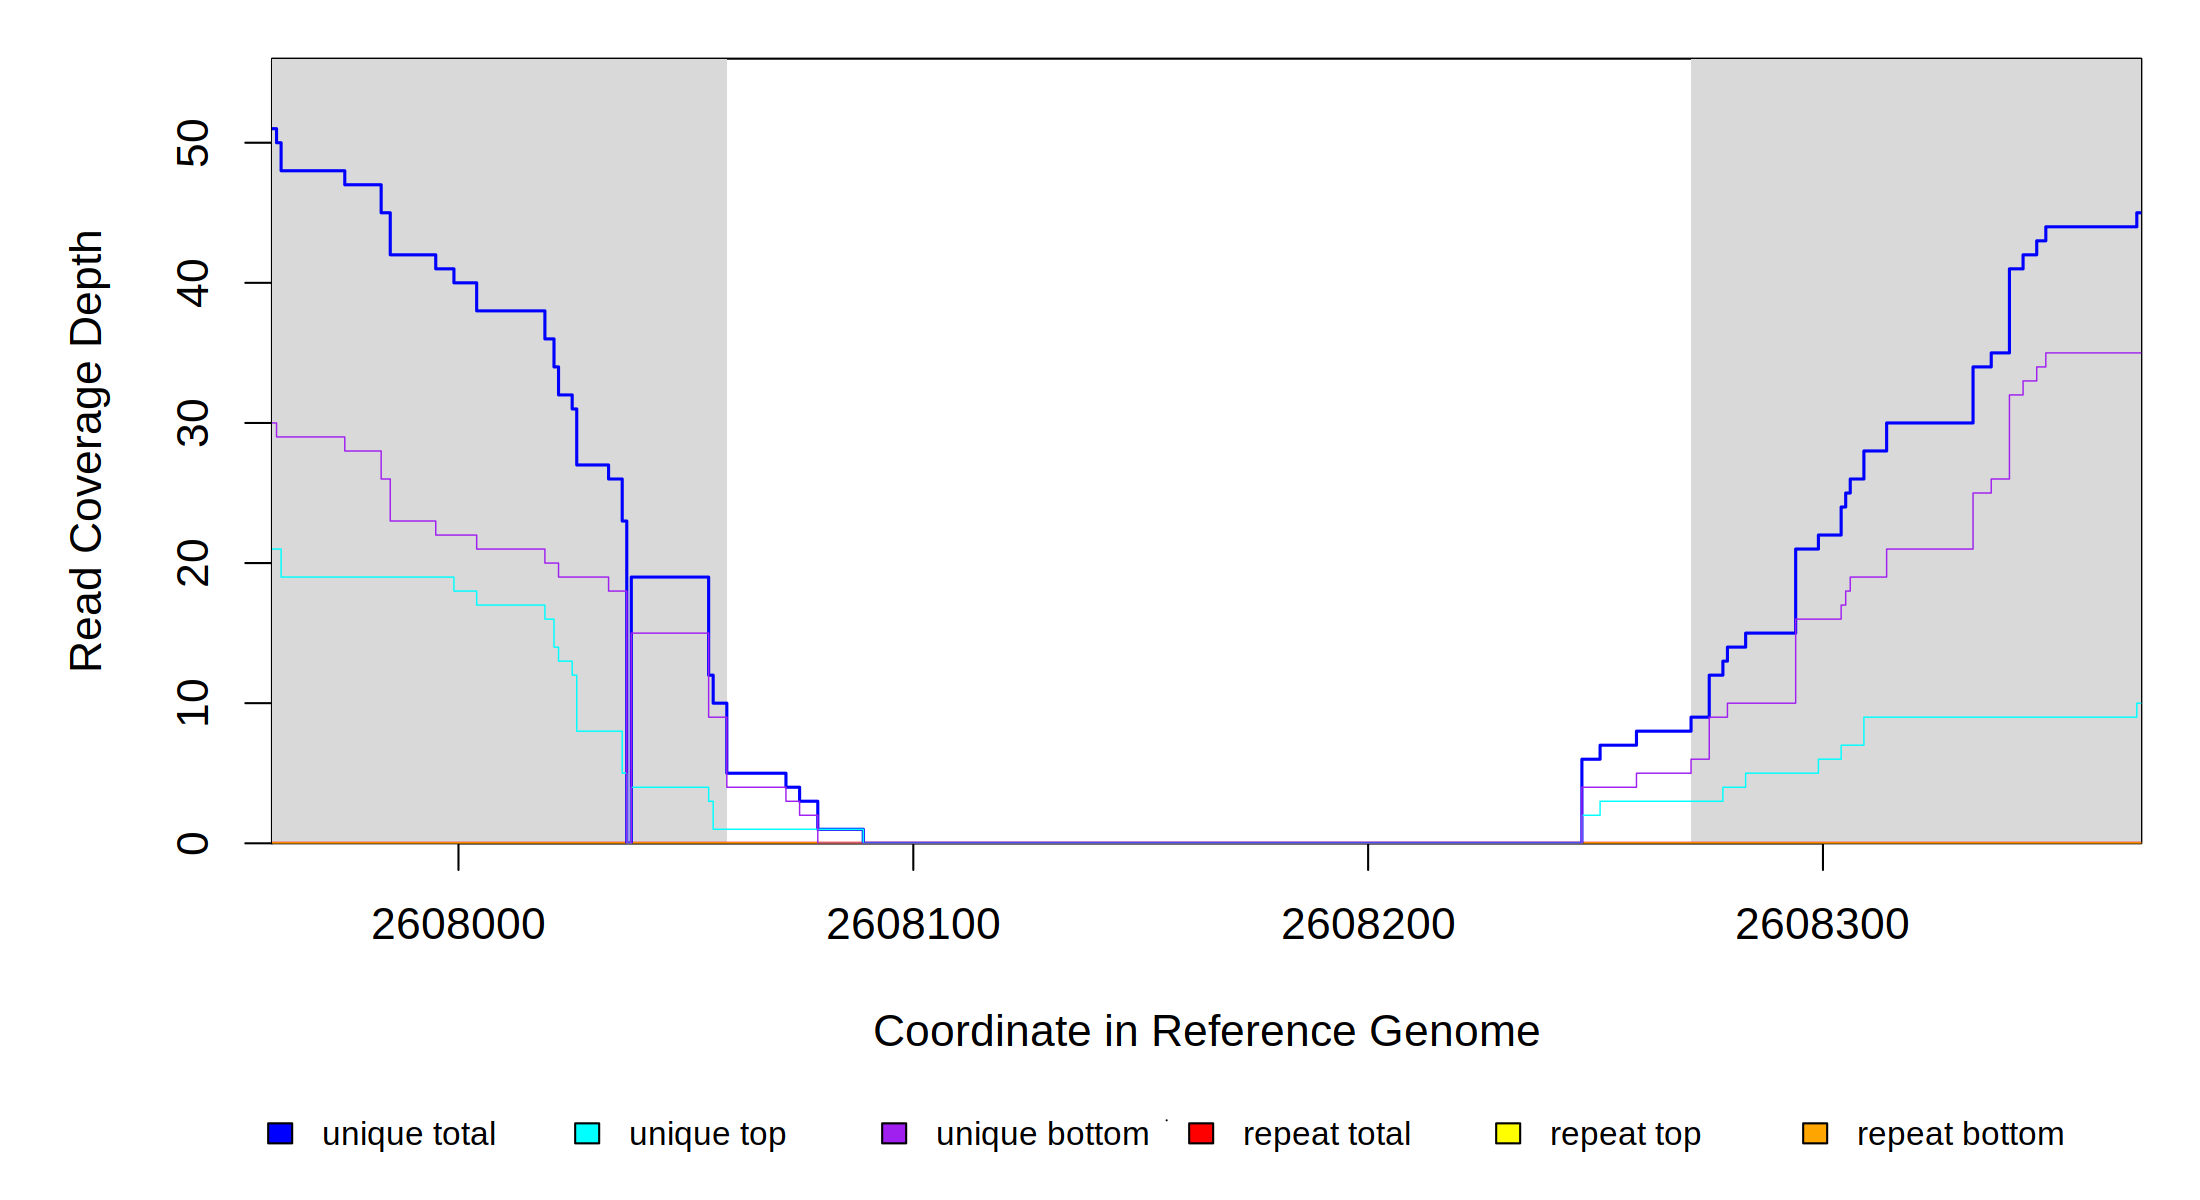 50
40
30
20
10
0
Read Coverage Depth
2608000 2608100 2608200 2608300
Coordinate in Reference Genome
unique total unique top unique bottom repeat total repeat top repeat bottom